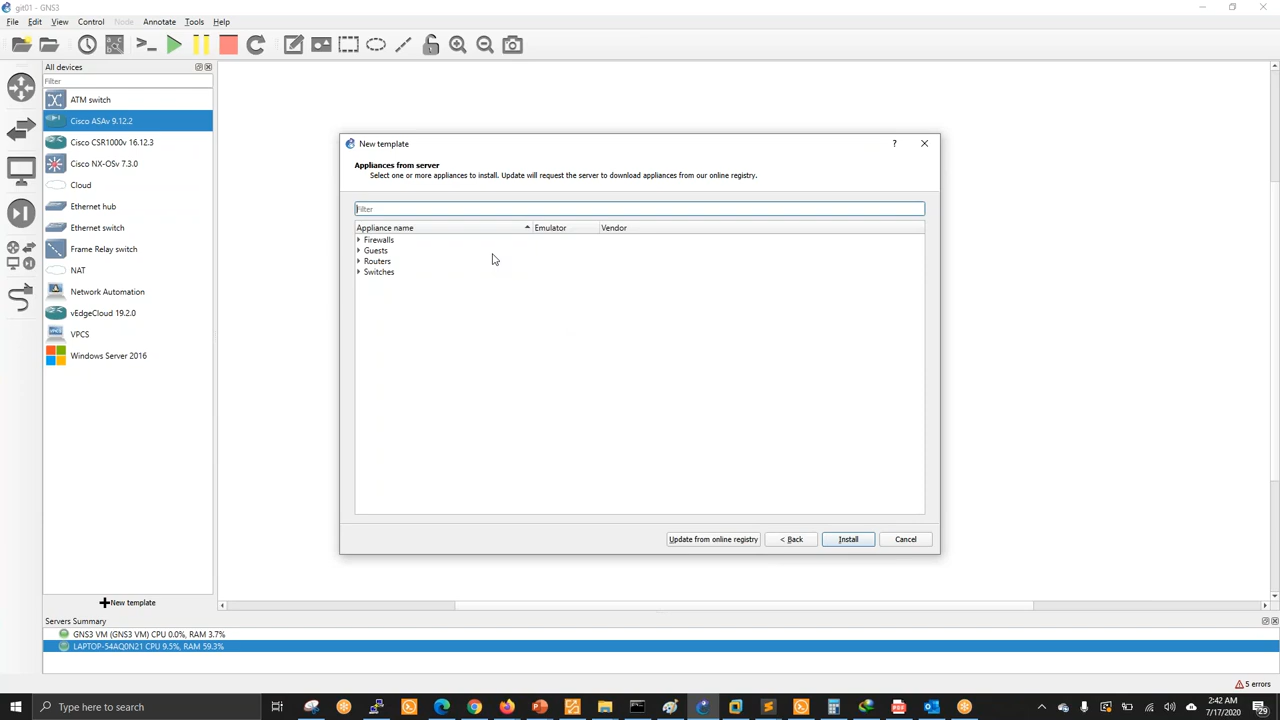 git01 - GNS3
File Edit View Control Node Annotate Tools Help
All devices
Filter
ATM switch
Cisco ASAv 9.12.2
Cisco CSR1000v 16.12.3
Cisco NX-OSv 7.3.0
Cloud
Ethernet hub
Ethernet switch
Frame Relay switch
NAT
Network Automation
vEdgeCloud 19.2.0
VPCS
Windows Server 2016
New template
New template
Appliances from server
Select one or more appliances to install. Update will request the server to download appliances from our online registry.
Filter
Appliance name Emulator Vendor
Firewalls
Guests
Routers
Switches
Update from online registry < Back Install Cancel
Servers Summary
GNS3 VM (GNS3 VM) CPU 0.0%, RAM 3.7%
LAPTOP-54AQ0N21 CPU 9.5%, RAM 59.3%
5 errors
Type here to search
2:42 AM
7/17/2020